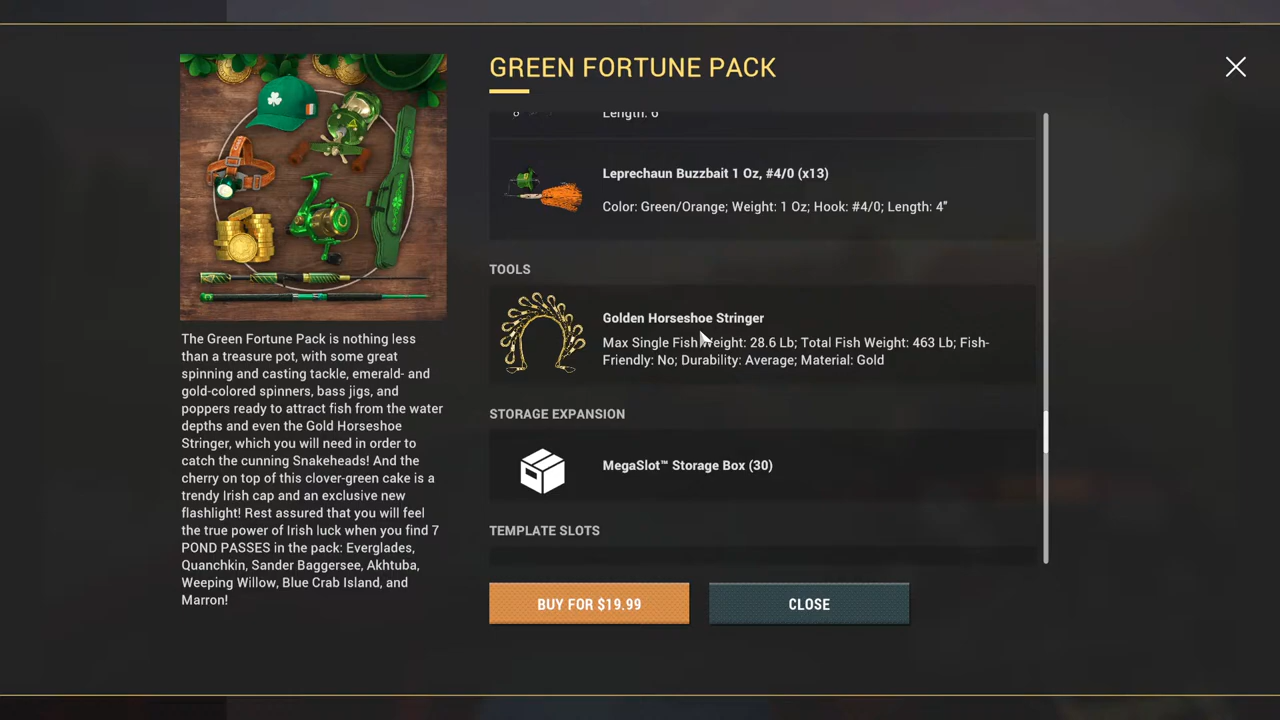 GREEN FORTUNE PACK
Length: 6
Leprechaun Buzzbait 1 Oz, #4/0 (x13)
Color: Green/Orange; Weight: 1 Oz; Hook: #4/0; Length: 4"
TOOLS
Golden Horseshoe Stringer
Max Single Fish Weight: 28.6 Lb; Total Fish Weight: 463 Lb; Fish-
Friendly: No; Durability: Average; Material: Gold
STORAGE EXPANSION
MegaSlot™ Storage Box (30)
TEMPLATE SLOTS
The Green Fortune Pack is nothing less
than a treasure pot, with some great
spinning and casting tackle, emerald- and
gold-colored spinners, bass jigs, and
poppers ready to attract fish from the water
depths and even the Gold Horseshoe
Stringer, which you will need in order to
catch the cunning Snakeheads! And the
cherry on top of this clover-green cake is a
trendy Irish cap and an exclusive new
flashlight! Rest assured that you will feel
the true power of Irish luck when you find 7
POND PASSES in the pack: Everglades,
Quanchkin, Sander Baggersee, Akhtuba,
Weeping Willow, Blue Crab Island, and
Marron!
BUY FOR $19.99
CLOSE